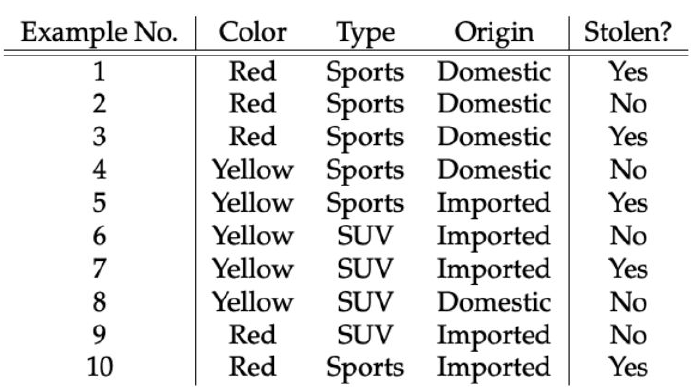 Example No. Color Type Origin Stolen?
1 Red Sports Domestic Yes
2 Red Sports Domestic No
3 Red Sports Domestic Yes
4 Yellow Sports Domestic No
5 Yellow Sports Imported Yes
6 Yellow SUV Imported No
7 Yellow SUV Imported Yes
8 Yellow SUV Domestic No
9 Red SUV Imported No
10 Red Sports Imported Yes